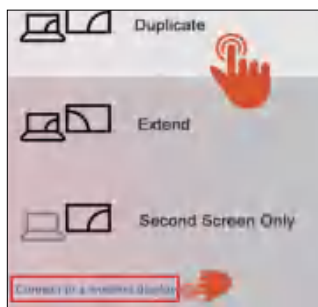 Duplicate
Extend
Second Screen Only
Connect to a wireless display